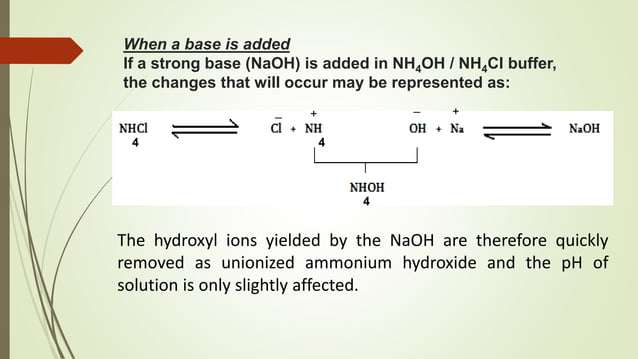 When a base is added
If a strong base (NaOH) is added in NH₄OH / NH₄Cl buffer,
the changes that will occur may be represented as:
− + − +
NHCl ⇌ Cl + NH OH + Na ⇌ NaOH
4 4
NHOH
4
The hydroxyl ions yielded by the NaOH are therefore quickly
removed as unionized ammonium hydroxide and the pH of
solution is only slightly affected.